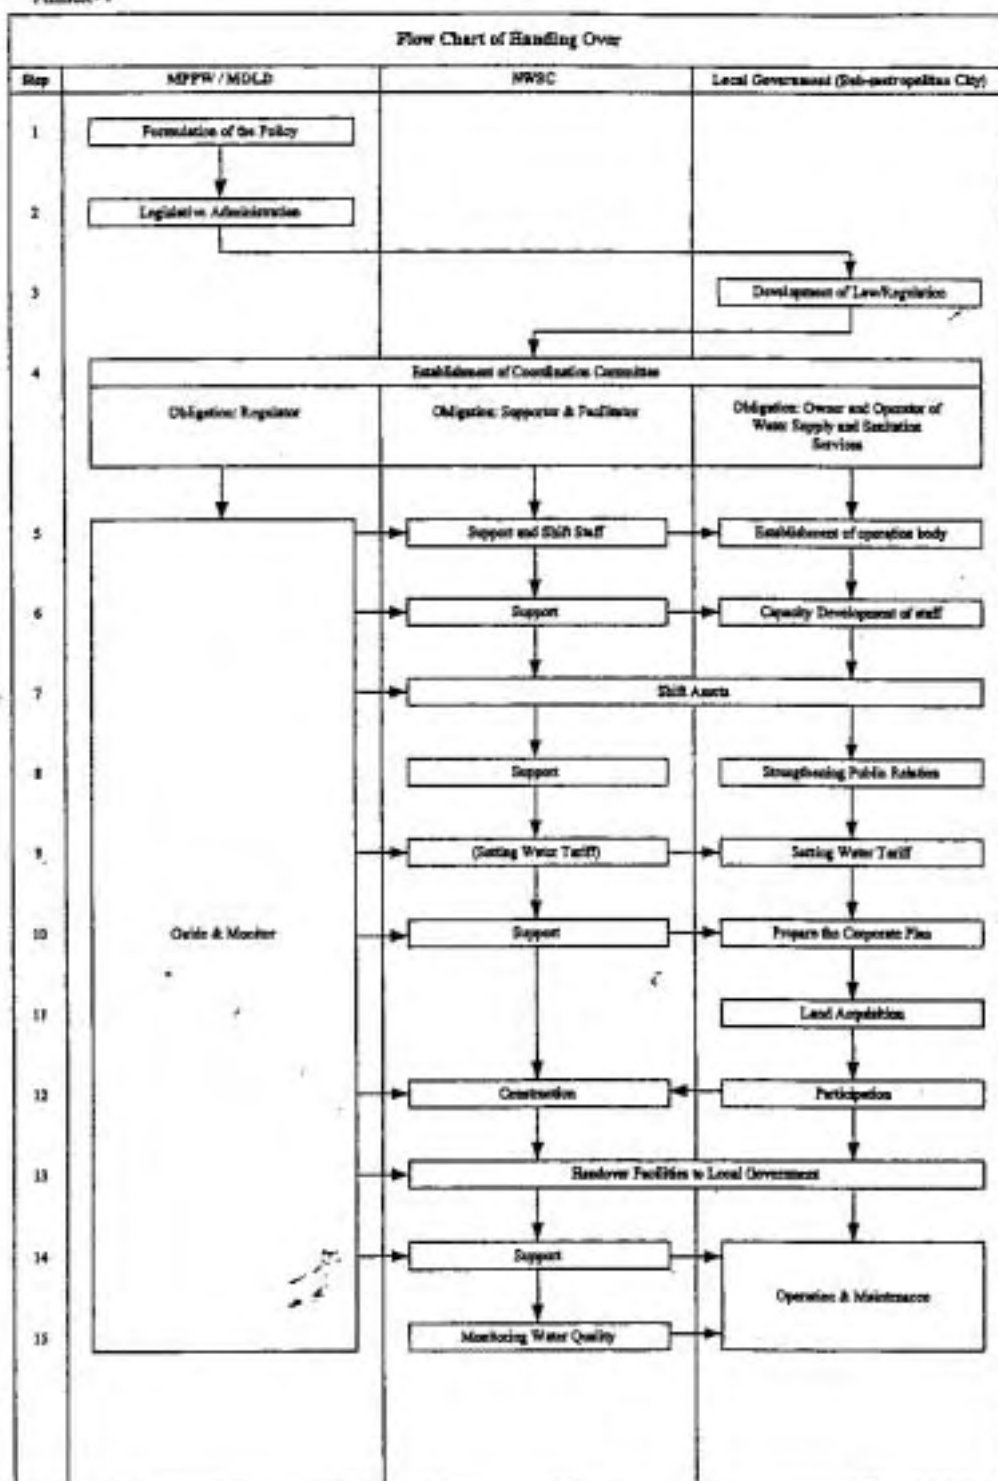 Flow Chart of Handing Over
Step
MPPW / MDLD
NWSC
Local Government (Sub-metropolitan City)
1
Formulation of the Policy
2
Legislative Administration
3
Development of Law/Regulation
4
Establishment of Coordination Committee
Obligation: Regulator
Obligation: Supporter & Facilitator
Obligation: Owner and Operator of
Water Supply and Sanitation
Services
5
Support and Shift Staff
Establishment of operation body
6
Support
Capacity Development of staff
7
Shift Assets
8
Support
Strengthening Public Relation
9
(Setting Water Tariff)
Setting Water Tariff
10
Guide & Monitor
Support
Prepare the Corporate Plan
11
Land Acquisition
12
Construction
Participation
13
Handover Facilities to Local Government
14
Support
Operation & Maintenance
15
Monitoring Water Quality